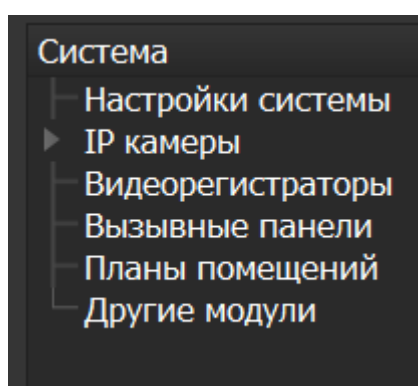 Система
Настройки системы
IP камеры
Видеорегистраторы
Вызывные панели
Планы помещений
Другие модули